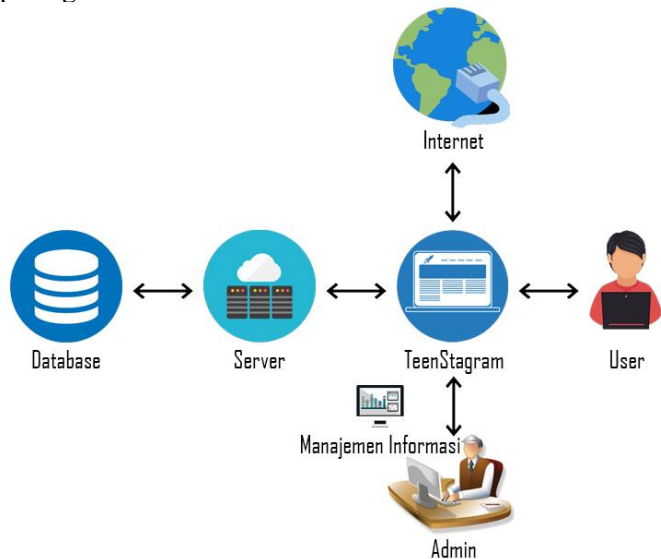 Internet
Database
Server
TeenStagram
User
Manajemen Informasi
Admin